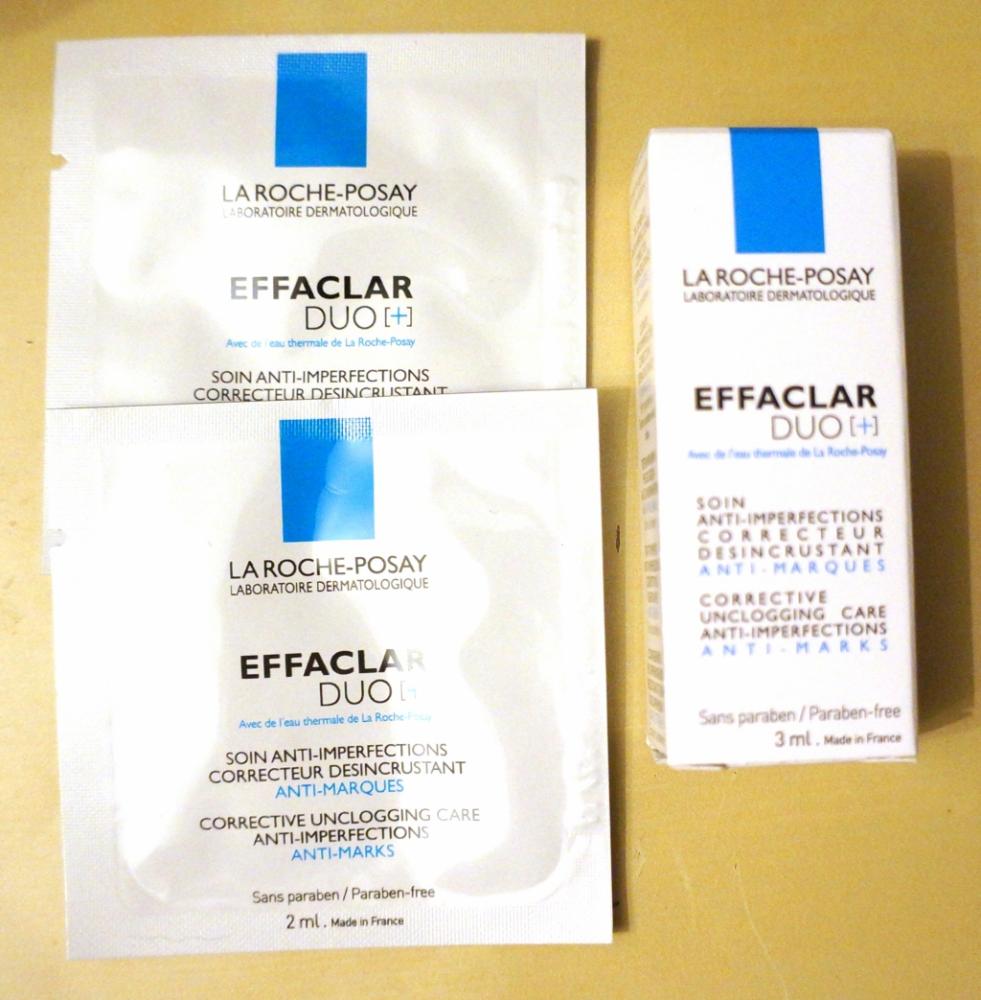 LA ROCHE-POSAY
LABORATOIRE DERMATOLOGIQUE
EFFACLAR
DUO [+]
Avec de l'eau thermale de La Roche-Posay
SOIN ANTI-IMPERFECTIONS
CORRECTEUR DESINCRUSTANT
LA ROCHE-POSAY
LABORATOIRE DERMATOLOGIQUE
EFFACLAR
DUO [+
Avec de l'eau thermale de La Roche-Posay
SOIN ANTI-IMPERFECTIONS
CORRECTEUR DESINCRUSTANT
ANTI-MARQUES
CORRECTIVE UNCLOGGING CARE
ANTI-IMPERFECTIONS
ANTI-MARKS
Sans paraben / Paraben-free
2 ml . Made in France
LA ROCHE-POSAY
LABORATOIRE DERMATOLOGIQUE
EFFACLAR
DUO [+]
Avec de l'eau thermale de La Roche-Posay
SOIN
ANTI-IMPERFECTIONS
CORRECTEUR
DESINCRUSTANT
ANTI-MARQUES
CORRECTIVE
UNCLOGGING CARE
ANTI-IMPERFECTIONS
ANTI-MARKS
Sans paraben / Paraben-free
3 ml . Made in France